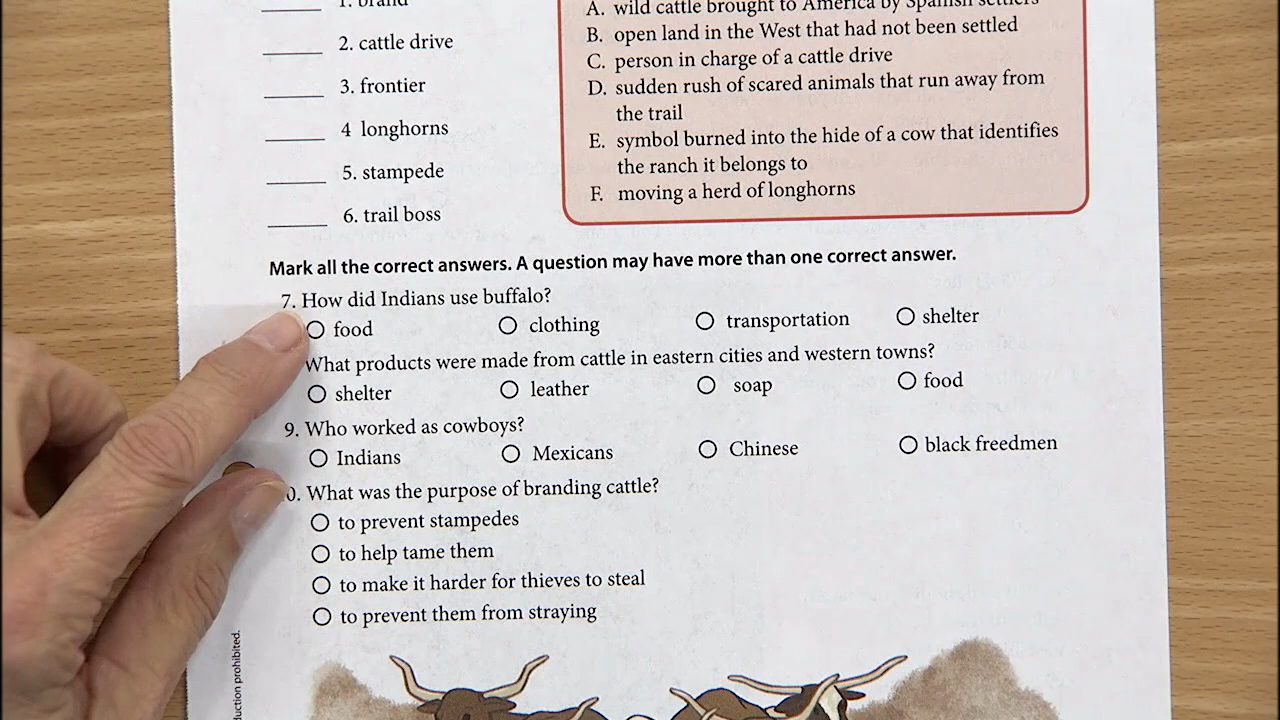 1. brand
2. cattle drive
3. frontier
4 longhorns
5. stampede
6. trail boss
A. wild cattle brought to America by Spanish settlers
B. open land in the West that had not been settled
C. person in charge of a cattle drive
D. sudden rush of scared animals that run away from
the trail
E. symbol burned into the hide of a cow that identifies
the ranch it belongs to
F. moving a herd of longhorns
Mark all the correct answers. A question may have more than one correct answer.
7. How did Indians use buffalo?
food clothing transportation shelter
What products were made from cattle in eastern cities and western towns?
shelter leather soap food
9. Who worked as cowboys?
Indians Mexicans Chinese black freedmen
0. What was the purpose of branding cattle?
to prevent stampedes
to help tame them
to make it harder for thieves to steal
to prevent them from straying
duction prohibited.